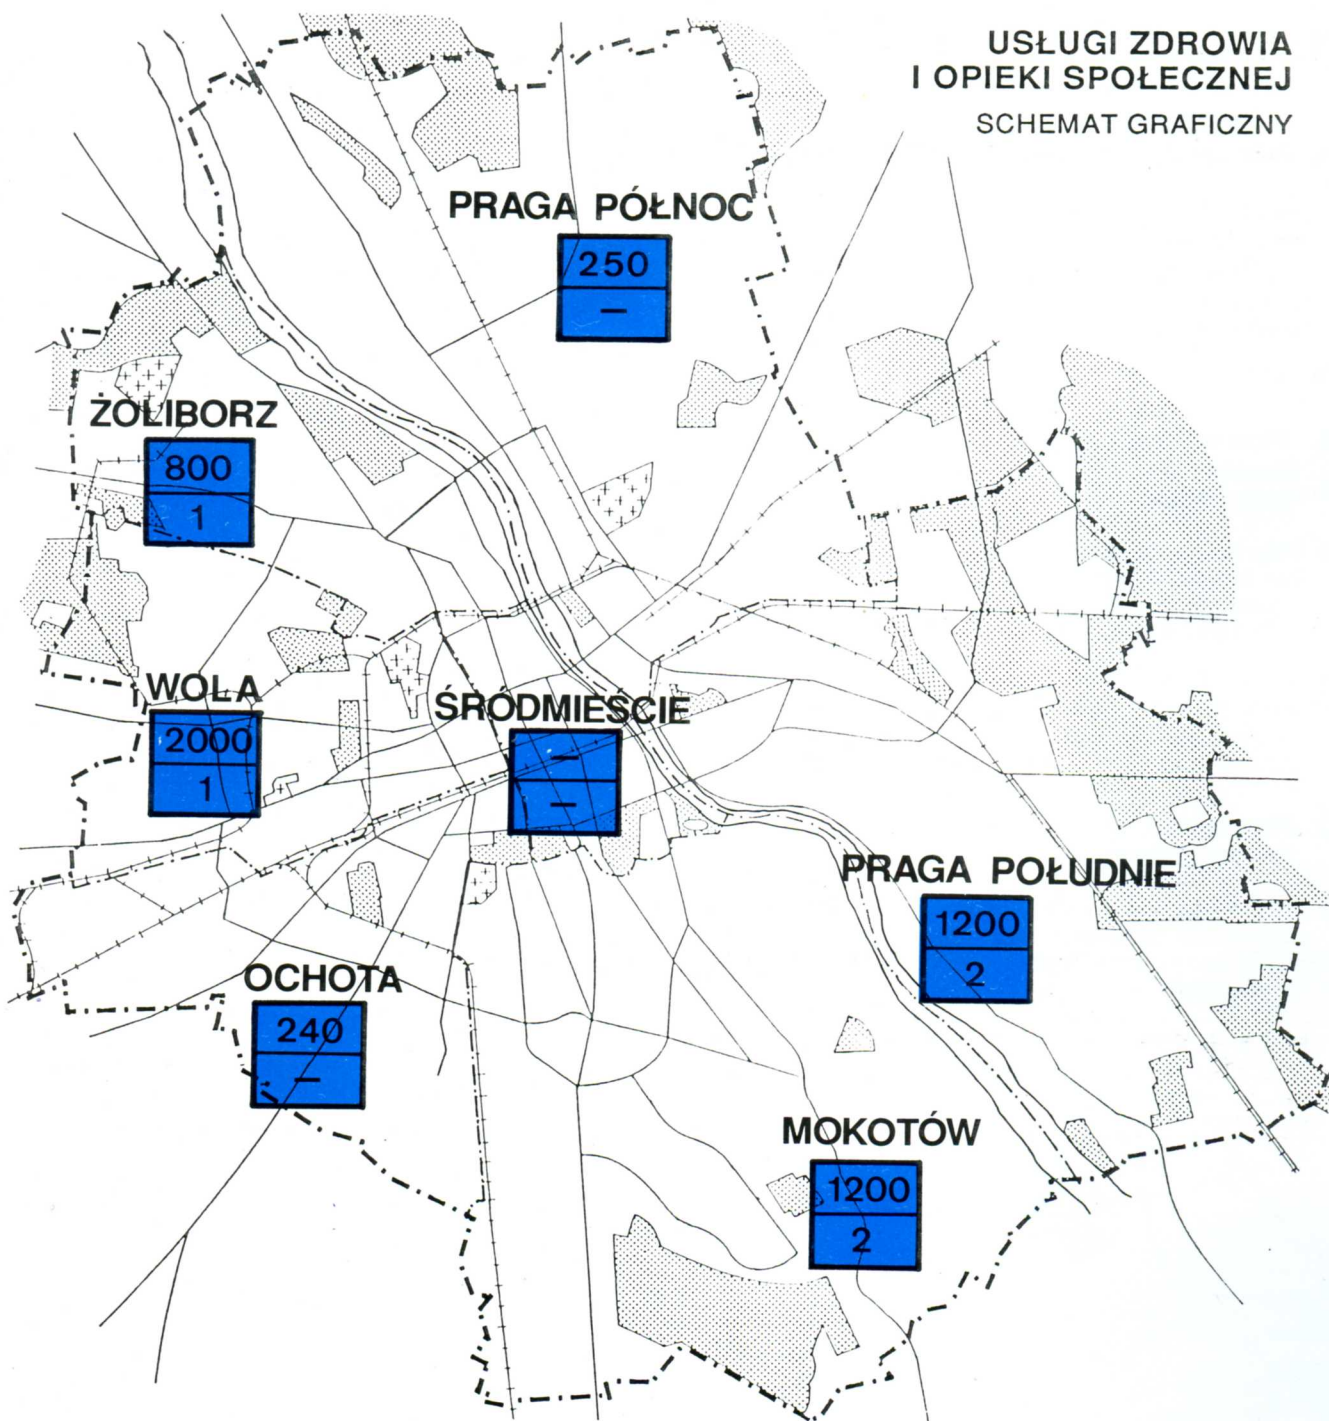 USŁUGI ZDROWIA
I OPIEKI SPOŁECZNEJ
SCHEMAT GRAFICZNY
PRAGA PÓŁNOC
250
–
ŻOLIBORZ
800
1
WOLA
2000
1
ŚRÓDMIEŚCIE
–
–
PRAGA POŁUDNIE
1200
2
OCHOTA
240
–
MOKOTÓW
1200
2